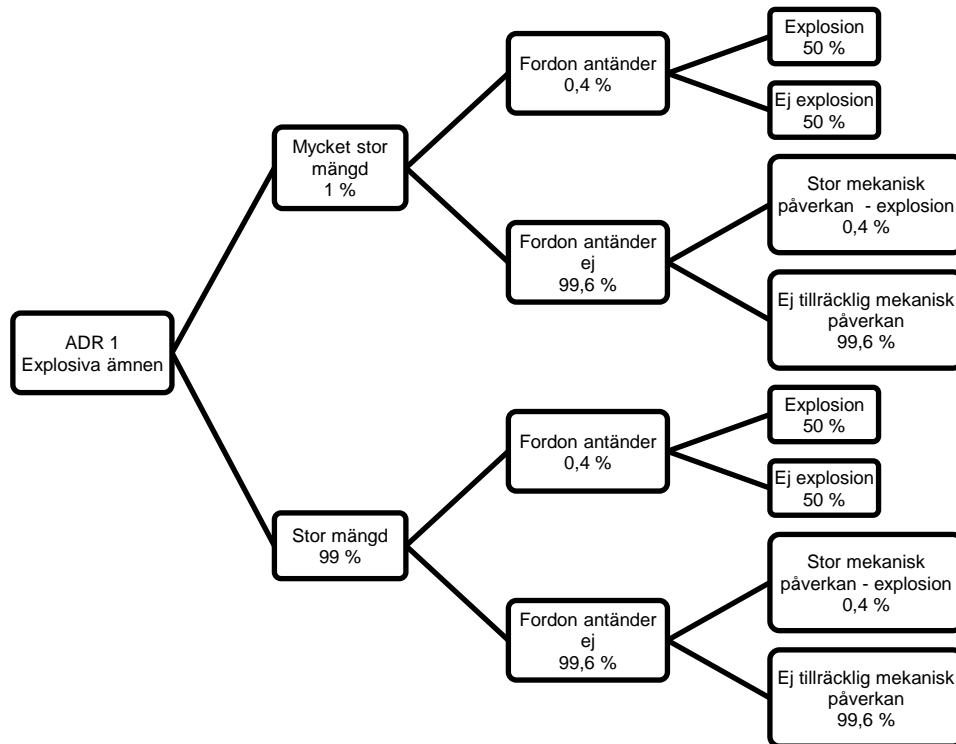 ADR 1
Explosiva ämnen
Mycket stor
mängd
1 %
Fordon antänder
0,4 %
Explosion
50 %
Ej explosion
50 %
Fordon antänder
ej
99,6 %
Stor mekanisk
påverkan - explosion
0,4 %
Ej tillräcklig mekanisk
påverkan
99,6 %
Stor mängd
99 %
Fordon antänder
0,4 %
Explosion
50 %
Ej explosion
50 %
Fordon antänder
ej
99,6 %
Stor mekanisk
påverkan - explosion
0,4 %
Ej tillräcklig mekanisk
påverkan
99,6 %